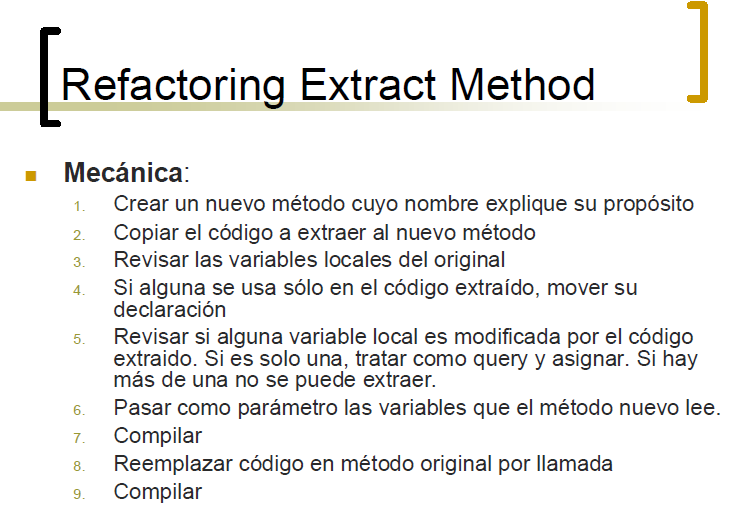 Refactoring Extract Method
Mecánica:
1. Crear un nuevo método cuyo nombre explique su propósito
2. Copiar el código a extraer al nuevo método
3. Revisar las variables locales del original
4. Si alguna se usa sólo en el código extraído, mover su
declaración
5. Revisar si alguna variable local es modificada por el código
extraido. Si es solo una, tratar como query y asignar. Si hay
más de una no se puede extraer.
6. Pasar como parámetro las variables que el método nuevo lee.
7. Compilar
8. Reemplazar código en método original por llamada
9. Compilar